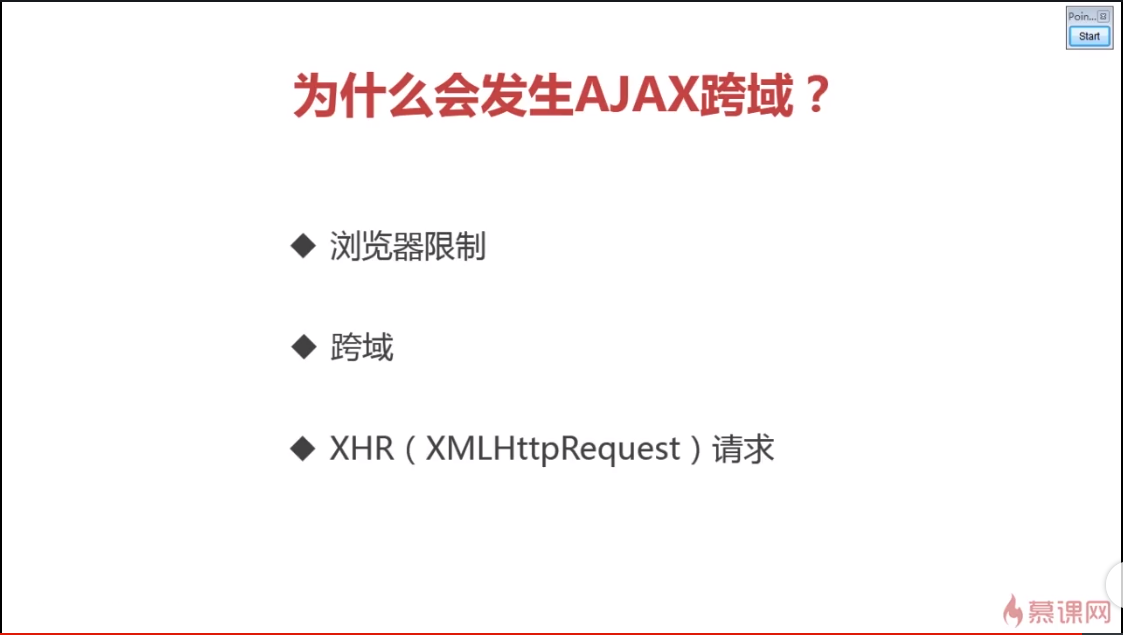 Poin...
Start
为什么会发生AJAX跨域？
浏览器限制
跨域
XHR（XMLHttpRequest）请求
慕课网